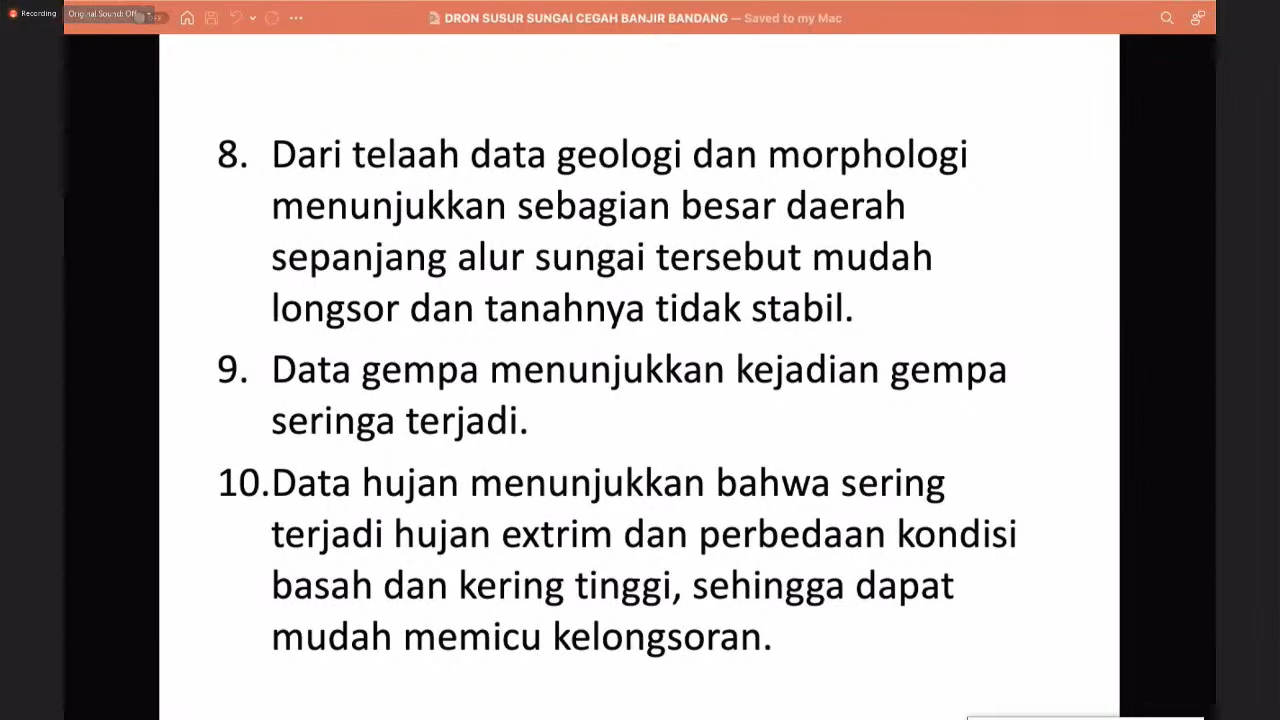 Recording
Original Sound: Off
OFF
DRON SUSUR SUNGAI CEGAH BANJIR BANDANG — Saved to my Mac
8. Dari telaah data geologi dan morphologi
menunjukkan sebagian besar daerah
sepanjang alur sungai tersebut mudah
longsor dan tanahnya tidak stabil.
9. Data gempa menunjukkan kejadian gempa
seringa terjadi.
10.Data hujan menunjukkan bahwa sering
terjadi hujan extrim dan perbedaan kondisi
basah dan kering tinggi, sehingga dapat
mudah memicu kelongsoran.